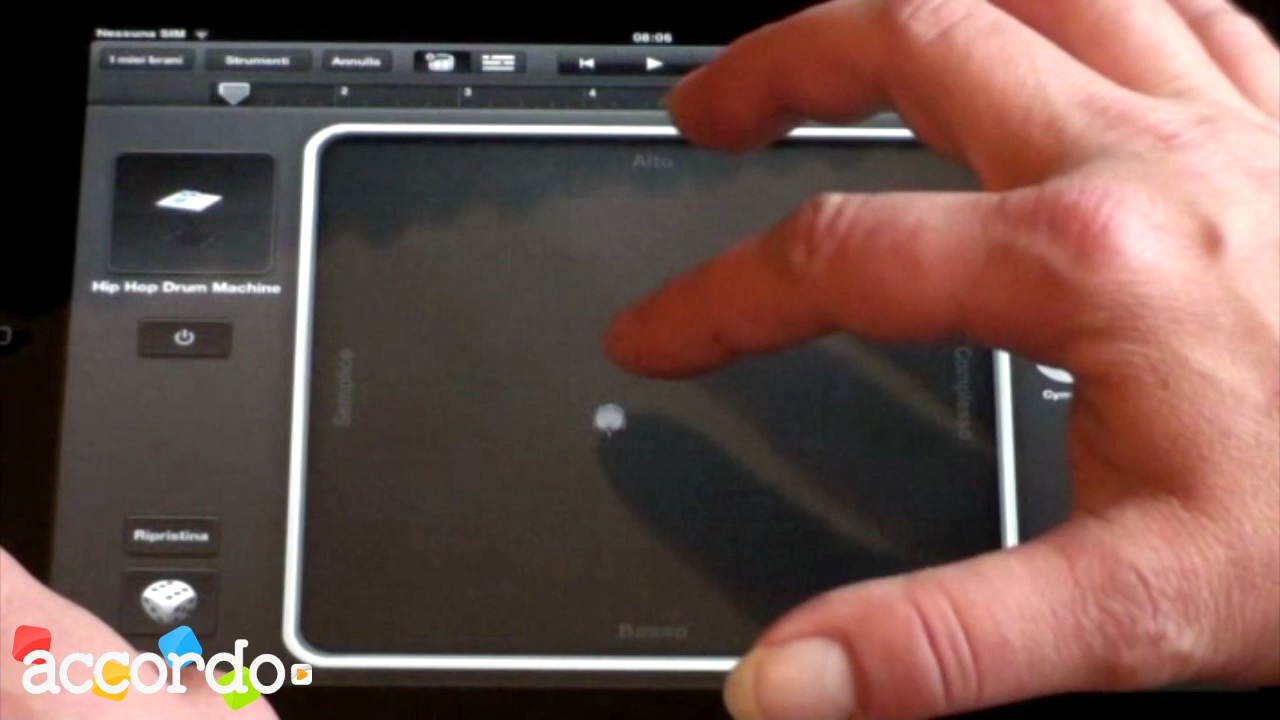 Nessuna SIM
08:06
I miei brani
Strumenti
Annulla
2
3
4
Alto
Hip Hop Drum Machine
Semplice
Complesso
Ripristina
Basso
accordo